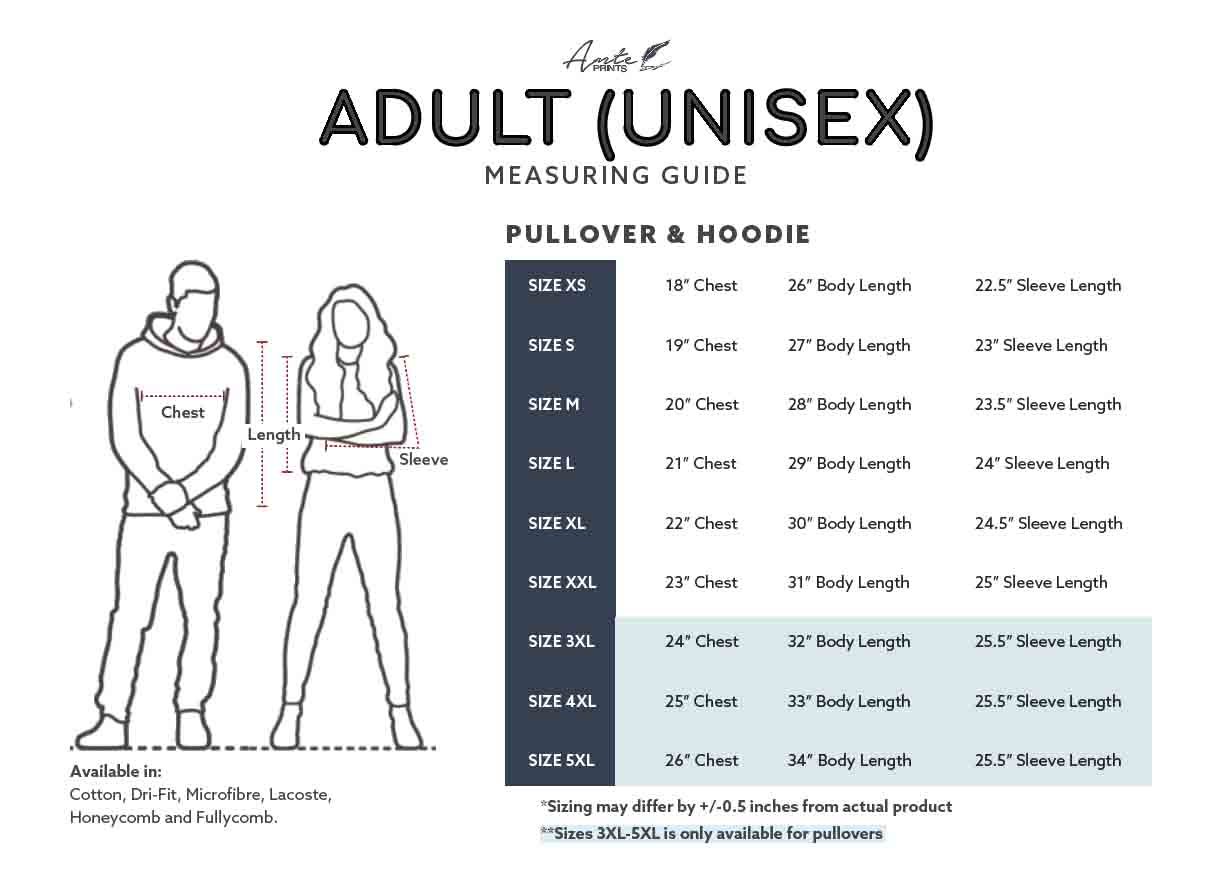 Amte
PRINTS
ADULT (UNISEX)
MEASURING GUIDE
PULLOVER & HOODIE
SIZE XS 18” Chest 26” Body Length 22.5” Sleeve Length
SIZE S 19” Chest 27” Body Length 23” Sleeve Length
SIZE M 20” Chest 28” Body Length 23.5” Sleeve Length
SIZE L 21” Chest 29” Body Length 24” Sleeve Length
SIZE XL 22” Chest 30” Body Length 24.5” Sleeve Length
SIZE XXL 23” Chest 31” Body Length 25” Sleeve Length
SIZE 3XL 24” Chest 32” Body Length 25.5” Sleeve Length
SIZE 4XL 25” Chest 33” Body Length 25.5” Sleeve Length
SIZE 5XL 26” Chest 34” Body Length 25.5” Sleeve Length
*Sizing may differ by +/-0.5 inches from actual product
**Sizes 3XL-5XL is only available for pullovers
Chest
Length
Sleeve
Available in:
Cotton, Dri-Fit, Microfibre, Lacoste,
Honeycomb and Fullycomb.